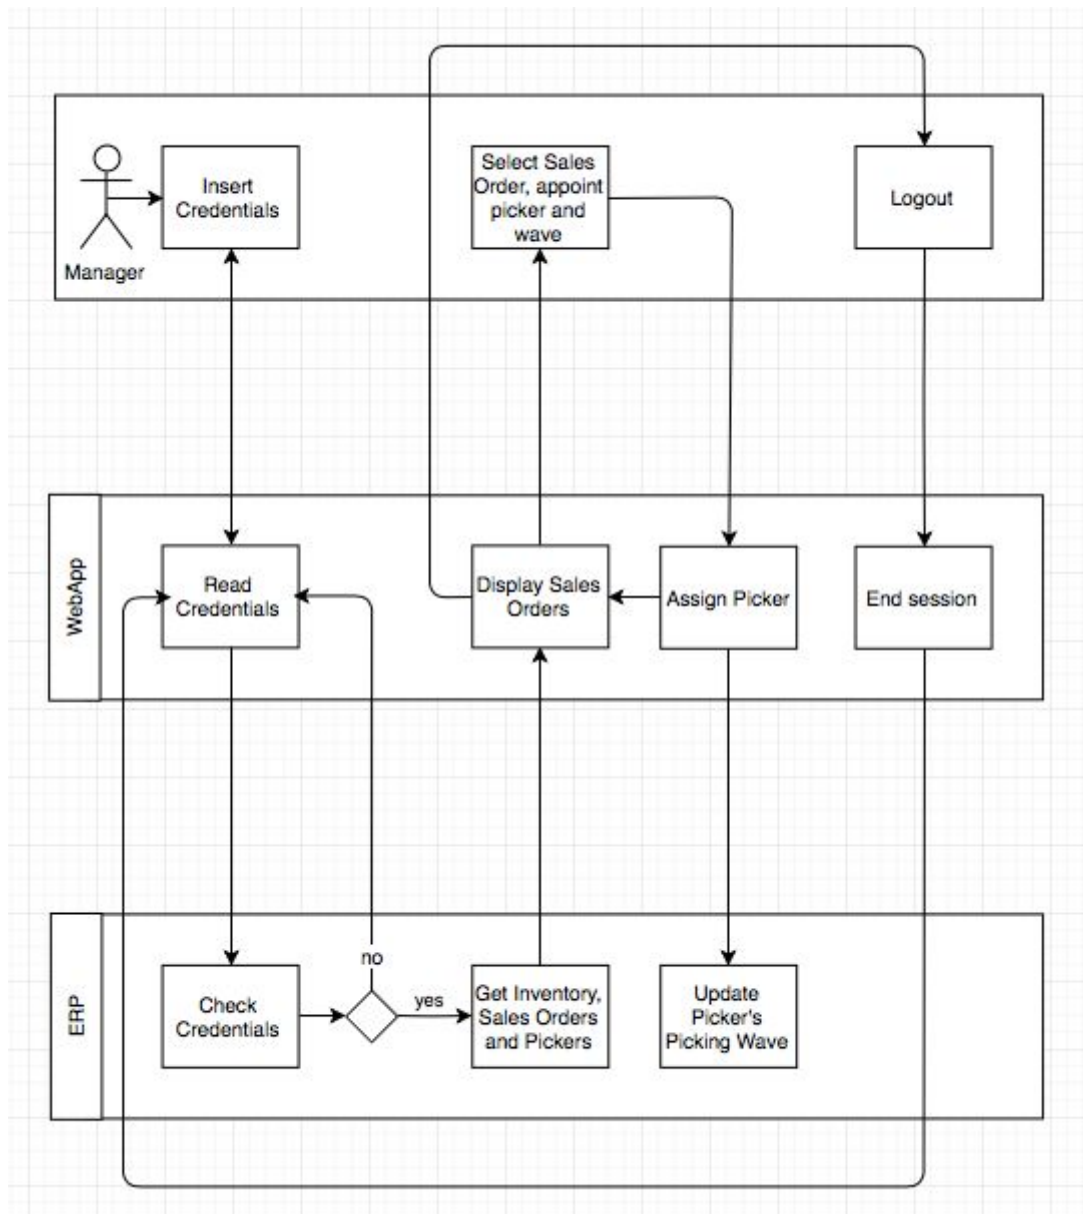 Insert
Credentials
Manager
Select Sales
Order, appoint
picker and
wave
Logout
WebApp
Read
Credentials
Display Sales
Orders
Assign Picker
End session
ERP
Check
Credentials
no
yes
Get Inventory,
Sales Orders
and Pickers
Update
Picker's
Picking Wave